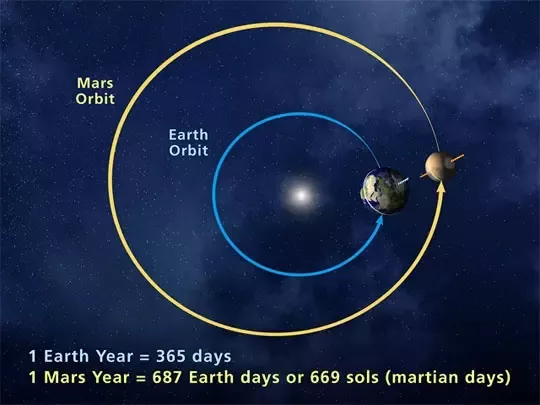 Mars
Orbit
Earth
Orbit
1 Earth Year = 365 days
1 Mars Year = 687 Earth days or 669 sols (martian days)